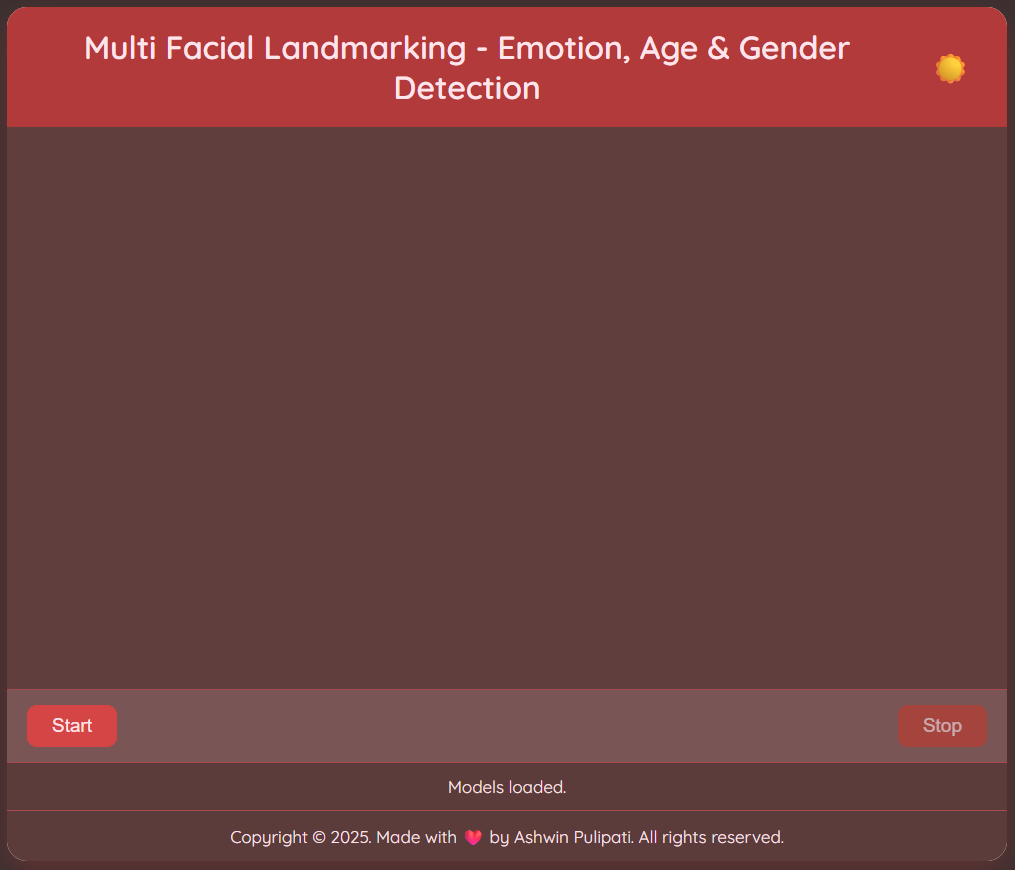 Multi Facial Landmarking - Emotion, Age & Gender
Detection
Start
Stop
Models loaded.
Copyright © 2025. Made with ❤️ by Ashwin Pulipati. All rights reserved.